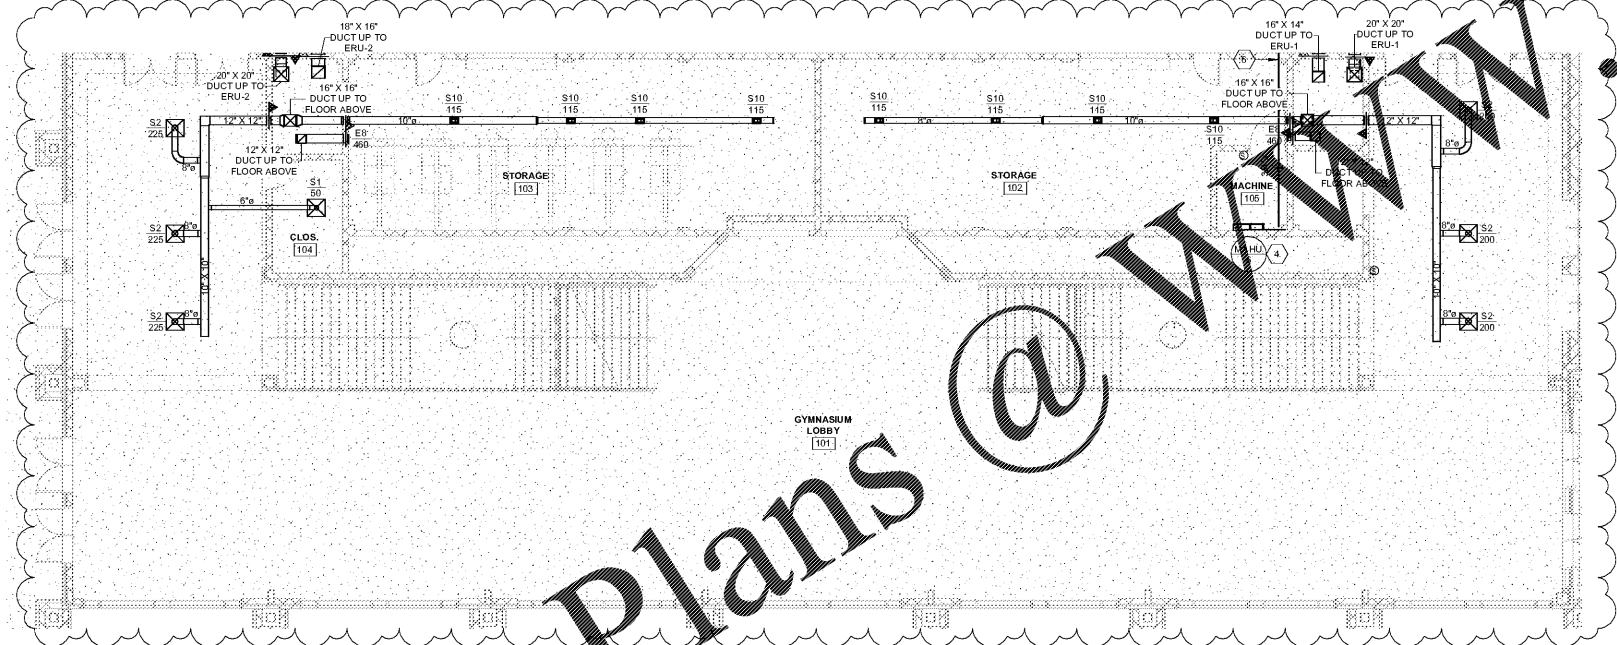 18" X 16"
DUCT UP TO
ERU-2
20" X 20"
DUCT UP TO
ERU-2
16" X 16"
DUCT UP TO
FLOOR ABOVE
S2
225
12" X 12"
10"ø
E8
460
12" X 12"
DUCT UP TO
FLOOR ABOVE
8"ø
S10
115
S10
115
S10
115
S10
115
S1
50
6"ø
CLOS.
104
S2
225
8"ø
10" X 10"
S2
225
8"ø
STORAGE
103
16" X 14"
DUCT UP TO
ERU-1
20" X 20"
DUCT UP TO
ERU-1
6
16" X 16"
DUCT UP TO
FLOOR ABOVE
S10
115
8"ø
S10
115
S10
115
10"ø
S10
115
12" X 12"
DUCT UP TO
FLOOR ABOVE
8"ø
STORAGE
102
MACHINE
105
4
8"ø
S2
200
10" X 10"
8"ø
S2
200
GYMNASIUM
LOBBY
101
Plans @ WWW.